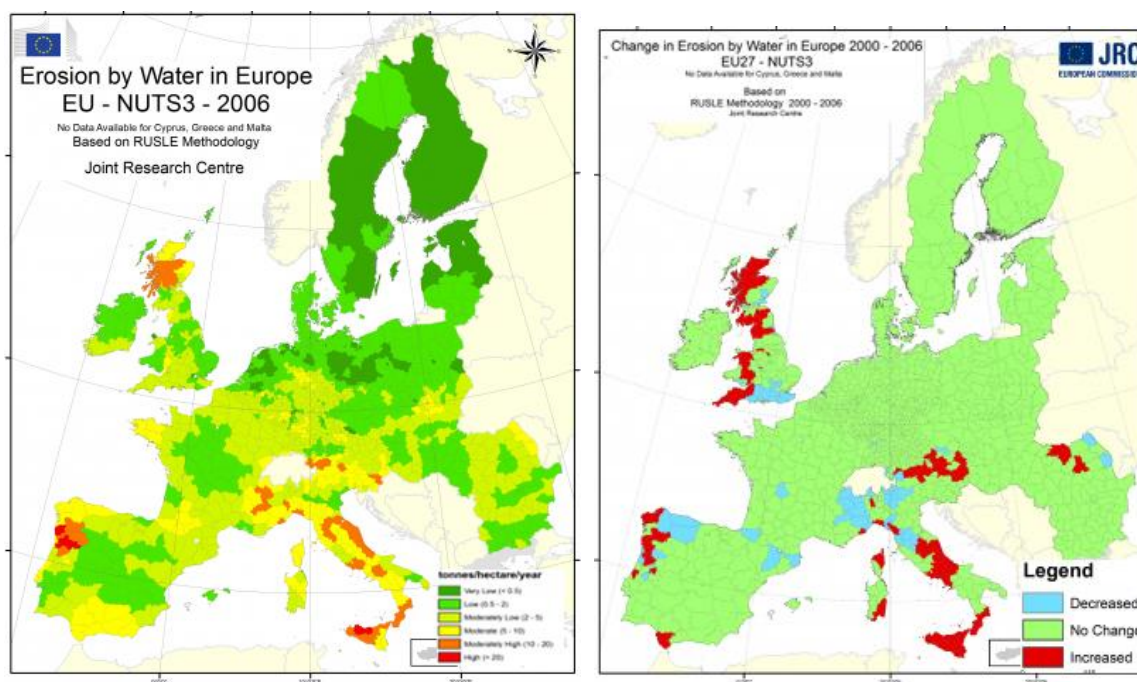 Erosion by Water in Europe
EU - NUTS3 - 2006
No Data Available for Cyprus, Greece and Malta
Based on RUSLE Methodology
Joint Research Centre
tonnes/hectare/year
Very Low (< 0.5)
Low (0.5 - 2)
Moderately Low (2 - 5)
Moderate (5 - 10)
Moderately High (10 - 20)
High (> 20)
Change in Erosion by Water in Europe 2000 - 2006
EU27 - NUTS3
No Data Available for Cyprus, Greece and Malta
Based on
RUSLE Methodology 2000 - 2006
Joint Research Centre
JRC
EUROPEAN COMMISSION
Legend
Decreased
No Change
Increased